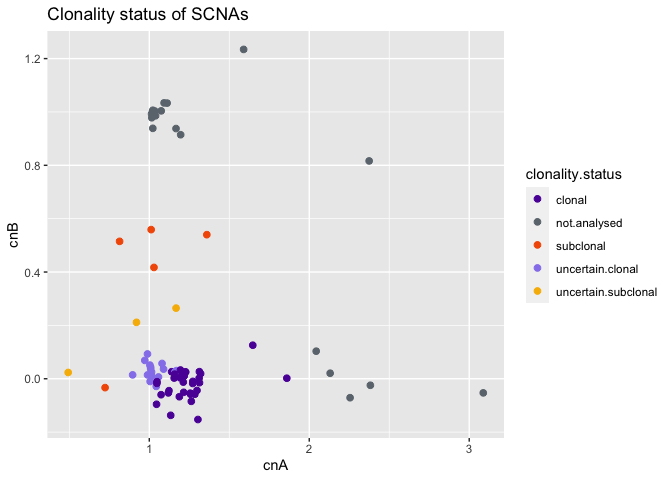 Clonality status of SCNAs
1.2
0.8
0.4
0.0
cnB
1
2
3
cnA
clonality.status
clonal
not.analysed
subclonal
uncertain.clonal
uncertain.subclonal